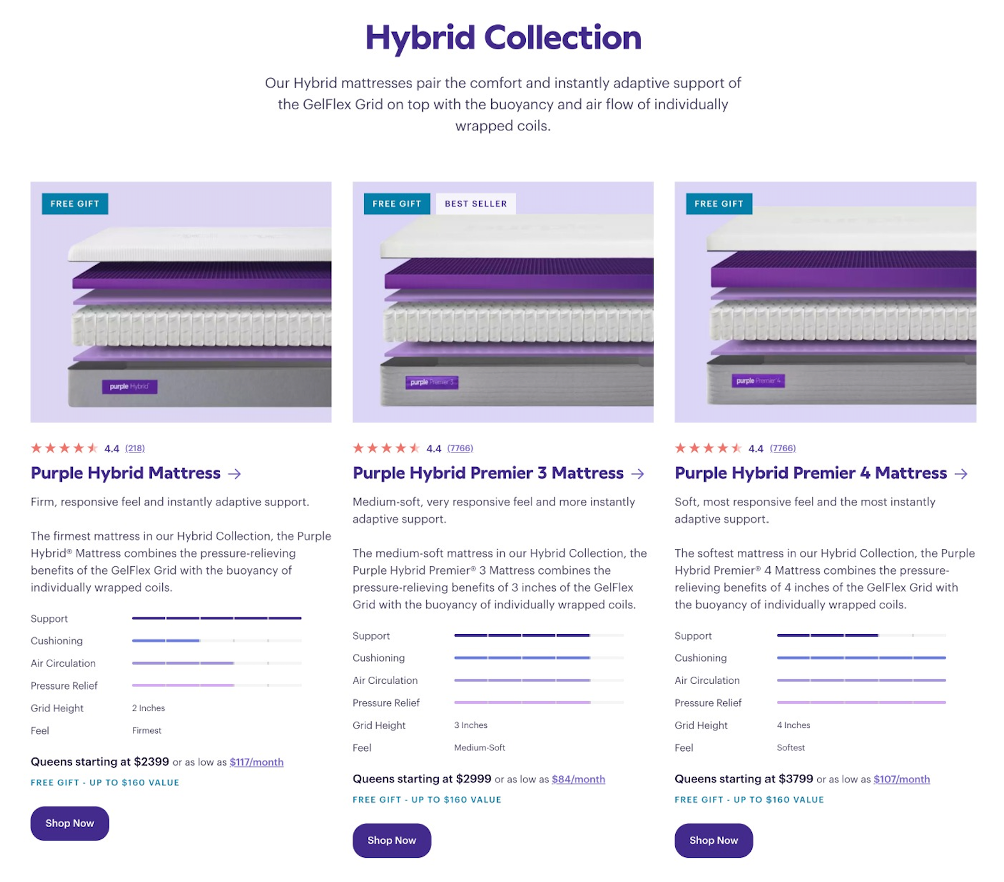 Hybrid Collection
Our Hybrid mattresses pair the comfort and instantly adaptive support of
the GelFlex Grid on top with the buoyancy and air flow of individually
wrapped coils.
FREE GIFT
purple Hybrid
4.4 (218)
Purple Hybrid Mattress →
Firm, responsive feel and instantly adaptive support.
The firmest mattress in our Hybrid Collection, the Purple
Hybrid® Mattress combines the pressure-relieving
benefits of the GelFlex Grid with the buoyancy of
individually wrapped coils.
Support
Cushioning
Air Circulation
Pressure Relief
Grid Height 2 Inches
Feel Firmest
Queens starting at $2399 or as low as $117/month
FREE GIFT - UP TO $160 VALUE
Shop Now
FREE GIFT BEST SELLER
purple Premier 3
4.4 (7766)
Purple Hybrid Premier 3 Mattress →
Medium-soft, very responsive feel and more instantly
adaptive support.
The medium-soft mattress in our Hybrid Collection, the
Purple Hybrid Premier® 3 Mattress combines the
pressure-relieving benefits of 3 inches of the GelFlex
Grid with the buoyancy of individually wrapped coils.
Support
Cushioning
Air Circulation
Pressure Relief
Grid Height 3 Inches
Feel Medium-Soft
Queens starting at $2999 or as low as $84/month
FREE GIFT - UP TO $160 VALUE
Shop Now
FREE GIFT
purple Premier 4
4.4 (7766)
Purple Hybrid Premier 4 Mattress →
Soft, most responsive feel and the most instantly
adaptive support.
The softest mattress in our Hybrid Collection, the Purple
Hybrid Premier® 4 Mattress combines the pressure-
relieving benefits of 4 inches of the GelFlex Grid with
the buoyancy of individually wrapped coils.
Support
Cushioning
Air Circulation
Pressure Relief
Grid Height 4 Inches
Feel Softest
Queens starting at $3799 or as low as $107/month
FREE GIFT - UP TO $160 VALUE
Shop Now